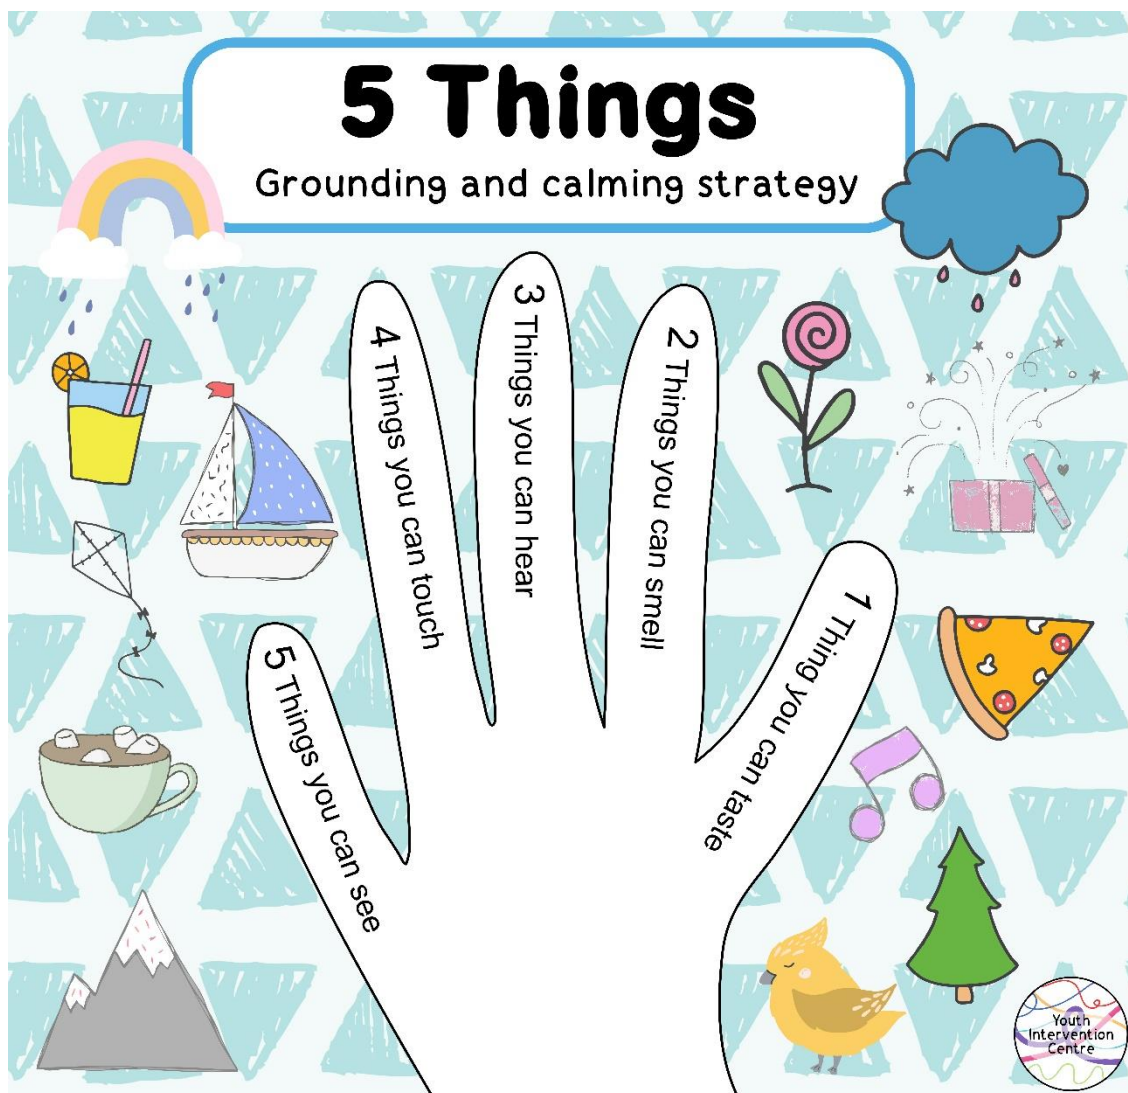 5 Things
Grounding and calming strategy
5 Things you can see
4 Things you can touch
3 Things you can hear
2 Things you can smell
1 Thing you can taste
Youth
Intervention
Centre